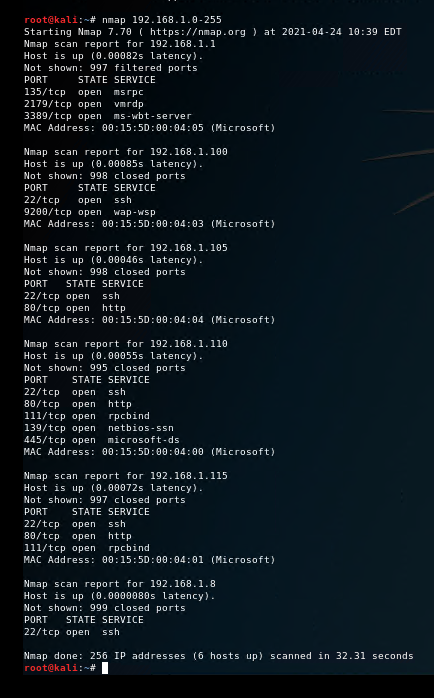 root@kali:~# nmap 192.168.1.0-255
Starting Nmap 7.70 ( https://nmap.org ) at 2021-04-24 10:39 EDT
Nmap scan report for 192.168.1.1
Host is up (0.00082s latency).
Not shown: 997 filtered ports
PORT     STATE SERVICE
135/tcp  open  msrpc
2179/tcp open  vmrdp
3389/tcp open  ms-wbt-server
MAC Address: 00:15:5D:00:04:05 (Microsoft)

Nmap scan report for 192.168.1.100
Host is up (0.00085s latency).
Not shown: 998 closed ports
PORT     STATE SERVICE
22/tcp   open  ssh
9200/tcp open  wap-wsp
MAC Address: 00:15:5D:00:04:03 (Microsoft)

Nmap scan report for 192.168.1.105
Host is up (0.00046s latency).
Not shown: 998 closed ports
PORT   STATE SERVICE
22/tcp open  ssh
80/tcp open  http
MAC Address: 00:15:5D:00:04:04 (Microsoft)

Nmap scan report for 192.168.1.110
Host is up (0.00055s latency).
Not shown: 995 closed ports
PORT    STATE SERVICE
22/tcp  open  ssh
80/tcp  open  http
111/tcp open  rpcbind
139/tcp open  netbios-ssn
445/tcp open  microsoft-ds
MAC Address: 00:15:5D:00:04:00 (Microsoft)

Nmap scan report for 192.168.1.115
Host is up (0.00072s latency).
Not shown: 997 closed ports
PORT    STATE SERVICE
22/tcp  open  ssh
80/tcp  open  http
111/tcp open  rpcbind
MAC Address: 00:15:5D:00:04:01 (Microsoft)

Nmap scan report for 192.168.1.8
Host is up (0.0000080s latency).
Not shown: 999 closed ports
PORT   STATE SERVICE
22/tcp open  ssh

Nmap done: 256 IP addresses (6 hosts up) scanned in 32.31 seconds
root@kali:~#